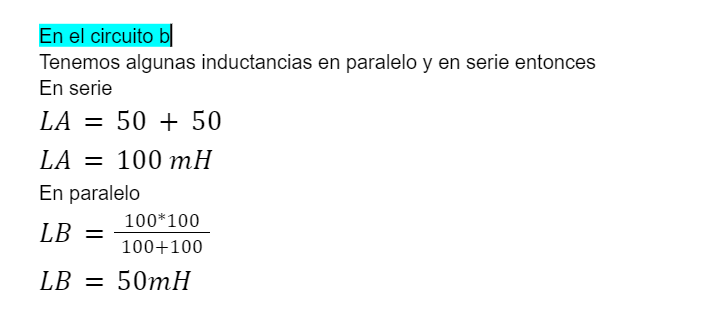 En el circuito b
Tenemos algunas inductancias en paralelo y en serie entonces
En serie
LA = 50 + 50
LA = 100 mH
En paralelo
LB = 100*100 / 100+100
LB = 50mH